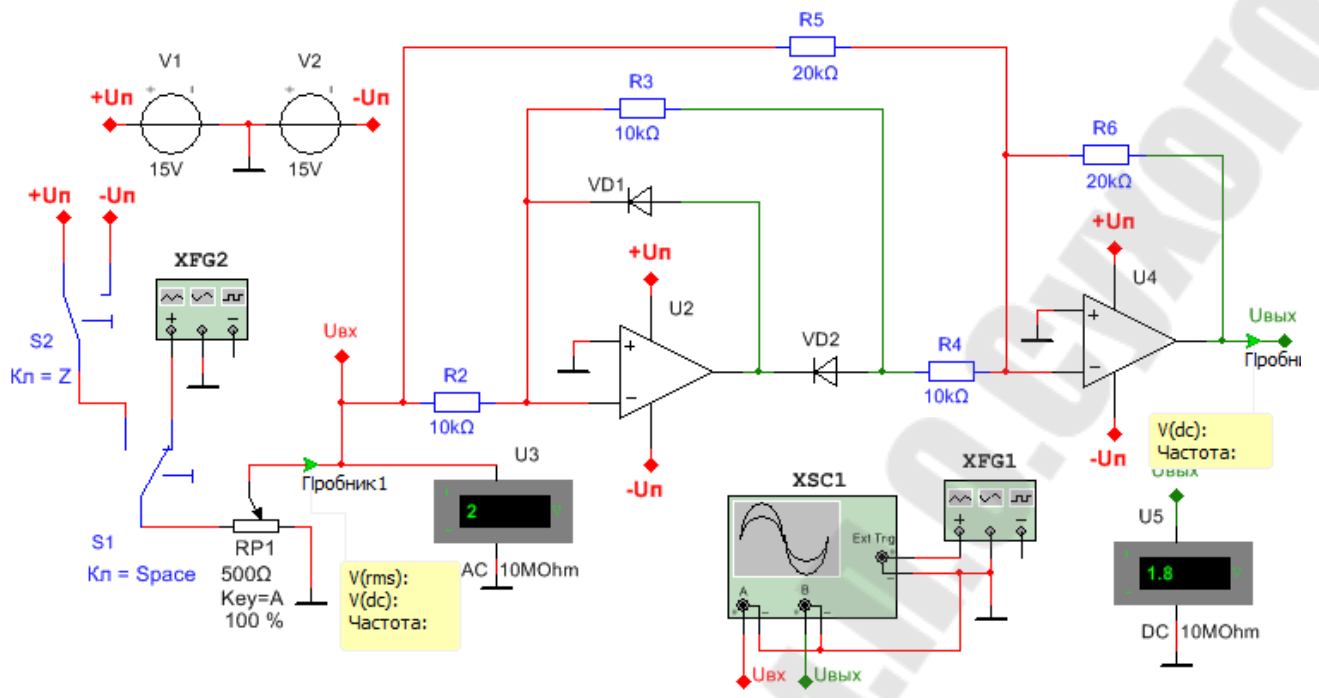 R5
20kΩ
V1
V2
+Uп
-Uп
15V
15V
R3
10kΩ
R6
20kΩ
+Uп
-Uп
VD1
+Uп
+Uп
XFG2
U2
U4
Uвх
Uвых
S2
Кл = Z
VD2
R4
10kΩ
Пробни
R2
10kΩ
-Uп
-Uп
V(dc):
Частота:
Uвых
U3
Пробник1
2
AC 10MOhm
XSC1
XFG1
Ext Trg
A
B
U5
1.8
DC 10MOhm
S1
Кл = Space
RP1
500Ω
Key=A
100 %
V(rms):
V(dc):
Частота:
Uвх
Uвых